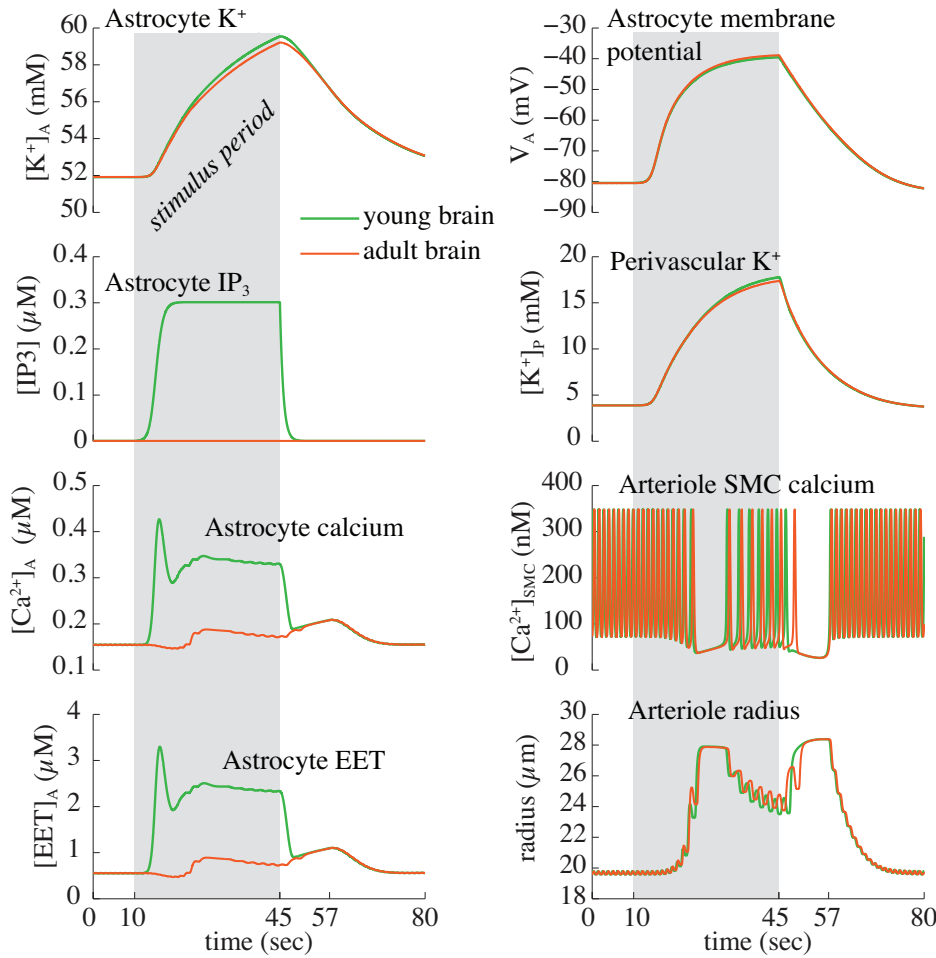 Astrocyte K⁺
60
58
56
54
52
50
[K⁺]A (mM)
stimulus period
young brain
adult brain
Astrocyte IP₃
0.4
0.3
0.2
0.1
0
[IP3] (µM)
Astrocyte calcium
0.5
0.4
0.3
0.2
0.1
[Ca²⁺]A (µM)
Astrocyte EET
4
3
2
1
0
[EET]A (µM)
0 10 45 57 80
time (sec)
Astrocyte membrane
potential
−30
−40
−50
−60
−70
−80
−90
VA (mV)
Perivascular K⁺
20
15
10
5
0
[K⁺]p (mM)
Arteriole SMC calcium
400
300
200
100
0
[Ca²⁺]SMC (nM)
Arteriole radius
30
28
26
24
22
20
18
radius (µm)
0 10 45 57 80
time (sec)